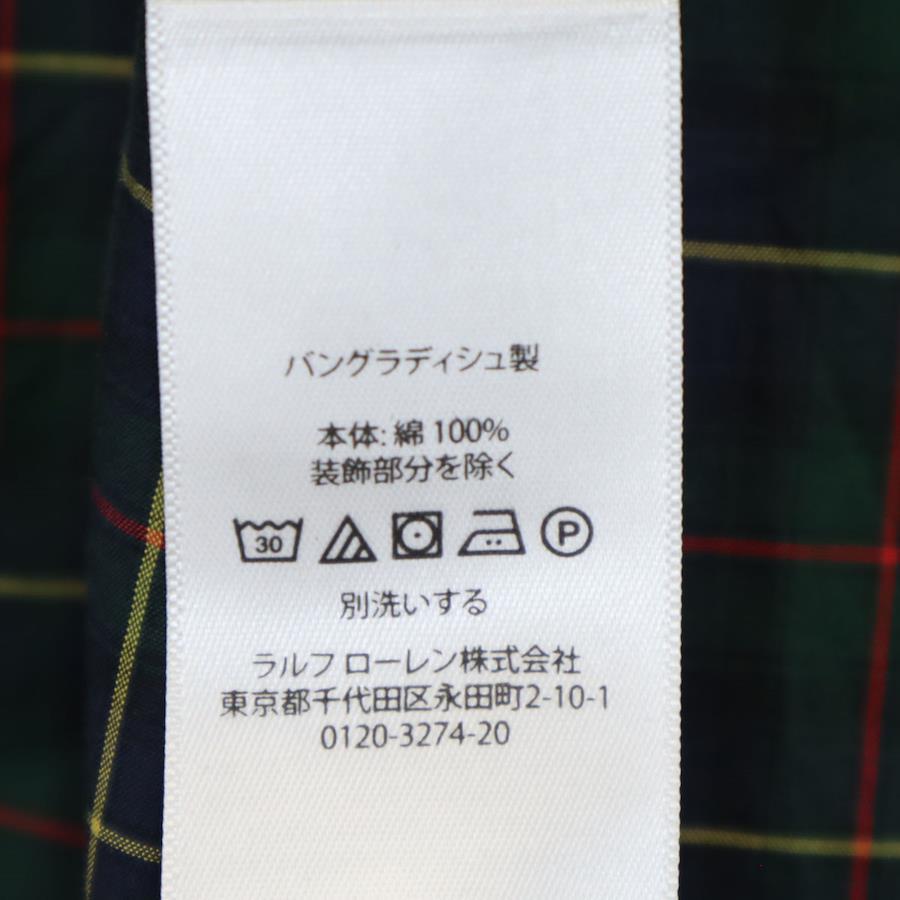 バングラディシュ製
本体: 綿 100%
装飾部分を除く
30 P
別洗いする
ラルフ ローレン株式会社
東京都千代田区永田町2-10-1
0120-3274-20